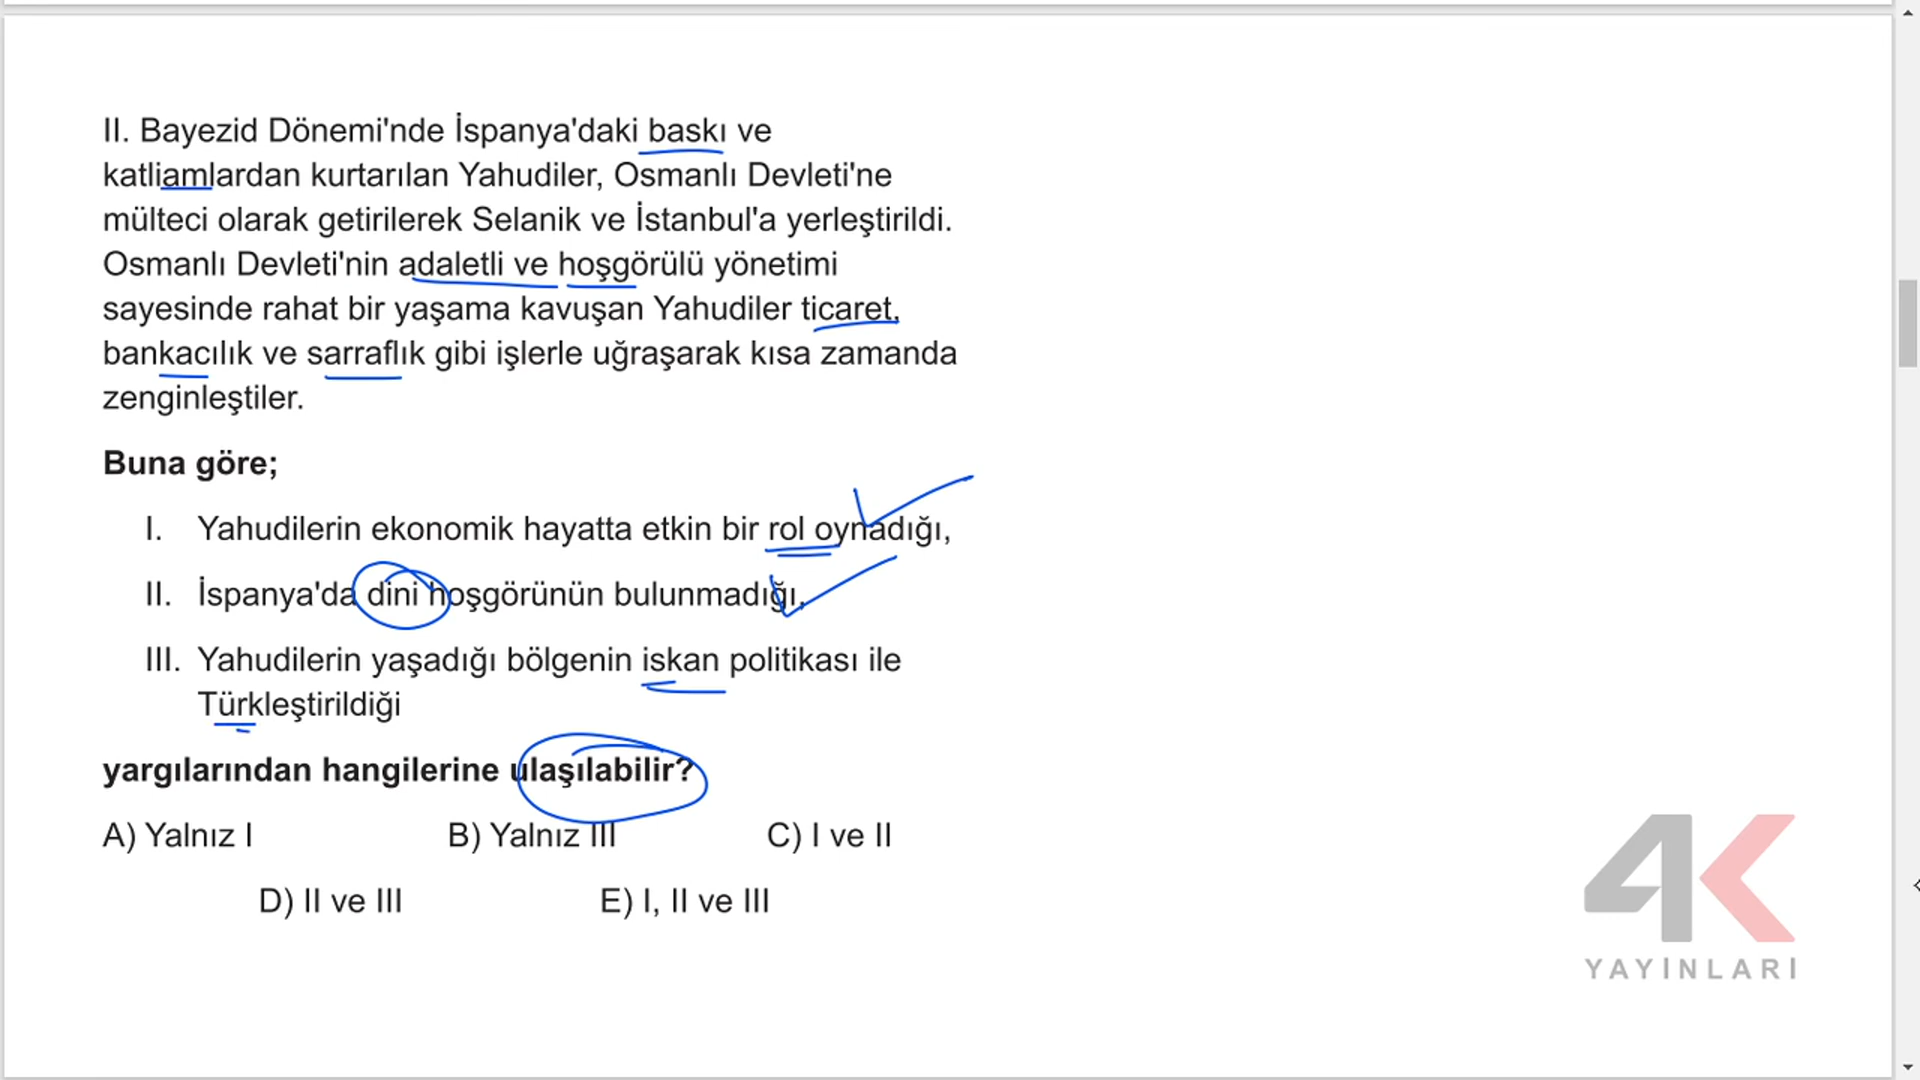 II. Bayezid Dönemi'nde İspanya'daki baskı ve
katliamlardan kurtarılan Yahudiler, Osmanlı Devleti'ne
mülteci olarak getirilerek Selanik ve İstanbul'a yerleştirildi.
Osmanlı Devleti'nin adaletli ve hoşgörülü yönetimi
sayesinde rahat bir yaşama kavuşan Yahudiler ticaret,
bankacılık ve sarraflık gibi işlerle uğraşarak kısa zamanda
zenginleştiler.
Buna göre;
I. Yahudilerin ekonomik hayatta etkin bir rol oynadığı,
II. İspanya'da dini hoşgörünün bulunmadığı,
III. Yahudilerin yaşadığı bölgenin iskan politikası ile
Türkleştirildiği
yargılarından hangilerine ulaşılabilir?
A) Yalnız I B) Yalnız III C) I ve II
D) II ve III E) I, II ve III
4K
YAYINLARI